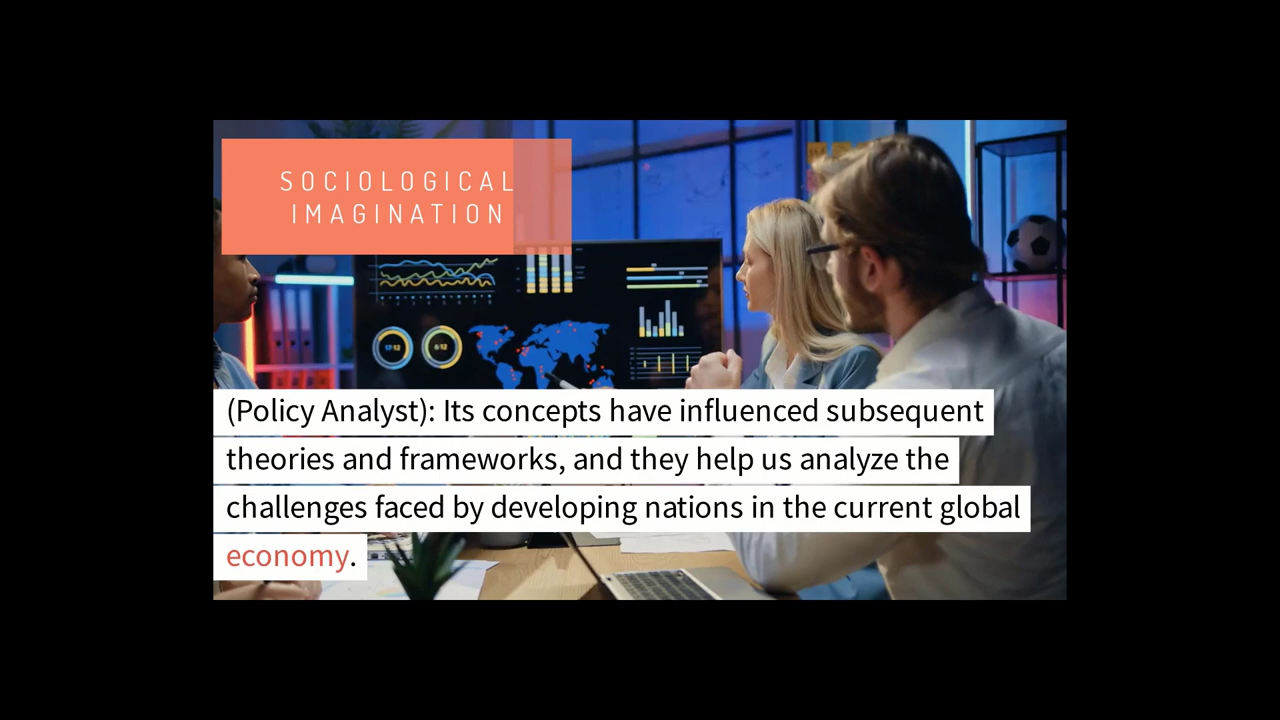 SOCIOLOGICAL
IMAGINATION
(Policy Analyst): Its concepts have influenced subsequent
theories and frameworks, and they help us analyze the
challenges faced by developing nations in the current global
economy.